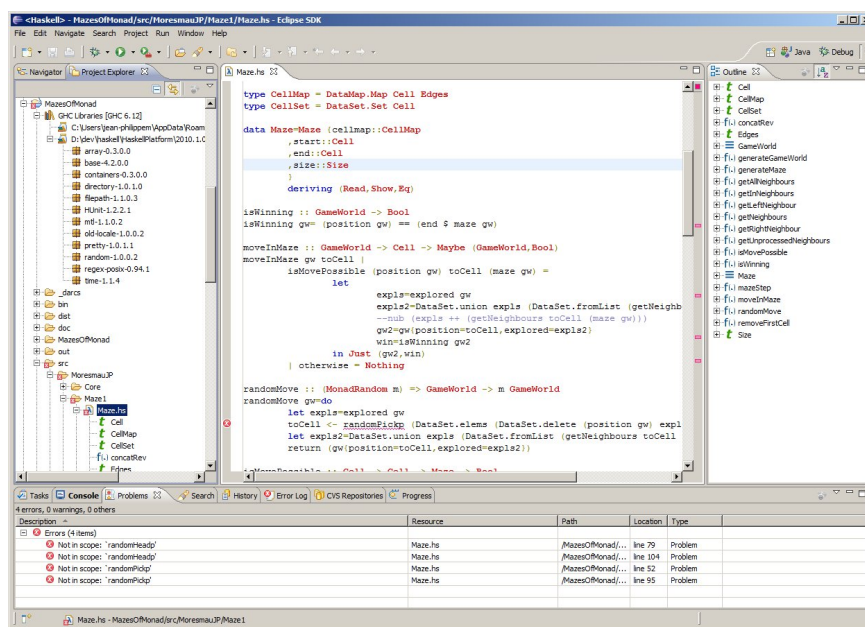 <Haskell> - MazesOfMonad/src/MoresmauJP/Maze1/Maze.hs - Eclipse SDK
File Edit Navigate Search Project Run Window Help
Java Debug
Navigator Project Explorer
MazesOfMonad
GHC Libraries [GHC 6.12]
C:\Users\jean-philippem\AppData\Roam
D:\dev\haskell\HaskellPlatform\2010.1.0
array-0.3.0.0
base-4.2.0.0
containers-0.3.0.0
directory-1.0.1.0
filepath-1.1.0.3
HUnit-1.2.2.1
mtl-1.1.0.2
old-locale-1.0.0.2
pretty-1.0.1.1
random-1.0.0.2
regex-posix-0.94.1
time-1.1.4
_darcs
bin
dist
doc
MazesOfMonad
out
src
MoresmauJP
Core
Maze1
Maze.hs
Cell
CellMap
CellSet
concatRev
Edges
Maze.hs
type CellMap = DataMap.Map Cell Edges
type CellSet = DataSet.Set Cell
data Maze=Maze {cellmap::CellMap
,start::Cell
,end::Cell
,size::Size
}
deriving (Read,Show,Eq)
isWinning :: GameWorld -> Bool
isWinning gw= (position gw) == (end $ maze gw)
moveInMaze :: GameWorld -> Cell -> Maybe (GameWorld,Bool)
moveInMaze gw toCell |
isMovePossible (position gw) toCell (maze gw) =
let
expls=explored gw
expls2=DataSet.union expls (DataSet.fromList (getNeighb
--nub (expls ++ (getNeighbours toCell (maze gw)))
gw2=gw{position=toCell,explored=expls2}
win=isWinning gw2
in Just (gw2,win)
| otherwise = Nothing
randomMove :: (MonadRandom m) => GameWorld -> m GameWorld
randomMove gw=do
let expls=explored gw
toCell <- randomPickp (DataSet.elems (DataSet.delete (position gw) expl
let expls2=DataSet.union expls (DataSet.fromList (getNeighbours toCell
return (gw{position=toCell,explored=expls2})
isMovePossible :: Cell -> Cell -> Maze -> Bool
Outline
Cell
CellMap
CellSet
concatRev
Edges
GameWorld
generateGameWorld
generateMaze
getAllNeighbours
getInNeighbours
getLeftNeighbour
getNeighbours
getRightNeighbour
getUnprocessedNeighbours
isMovePossible
isWinning
Maze
mazeStep
moveInMaze
randomMove
removeFirstCell
Size
Tasks Console Problems Search History Error Log CVS Repositories Progress
4 errors, 0 warnings, 0 others
Description Resource Path Location Type
Errors (4 items)
Not in scope: `randomHeadp' Maze.hs /MazesOfMonad/... line 79 Problem
Not in scope: `randomHeadp' Maze.hs /MazesOfMonad/... line 104 Problem
Not in scope: `randomPickp' Maze.hs /MazesOfMonad/... line 52 Problem
Not in scope: `randomPickp' Maze.hs /MazesOfMonad/... line 95 Problem
Maze.hs - MazesOfMonad/src/MoresmauJP/Maze1